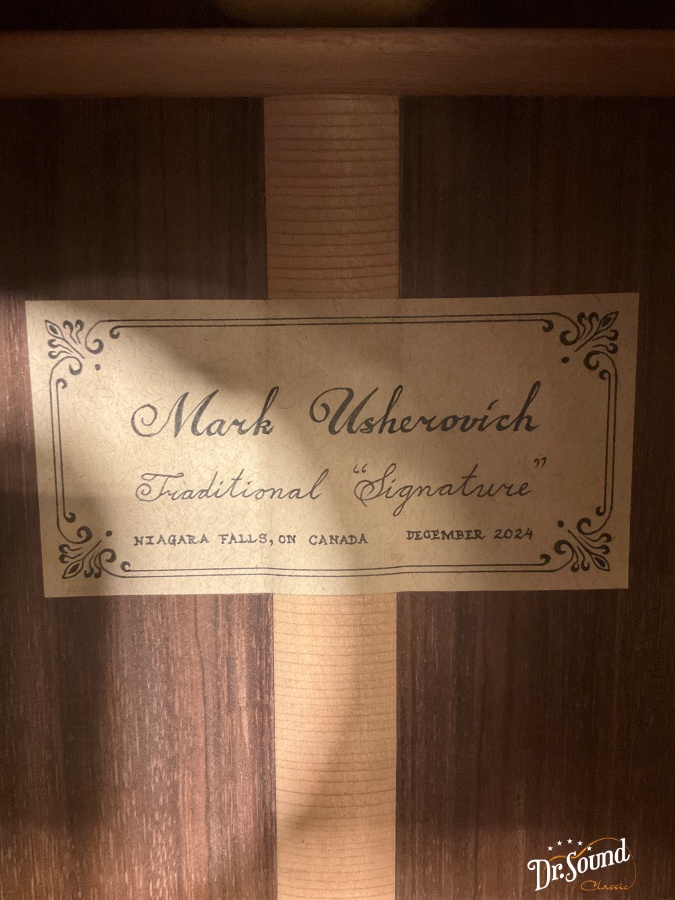 Mark Usherovich
Traditional “Signature”
NIAGARA FALLS, ON CANADA DECEMBER 2024
Dr. Sound
Classic